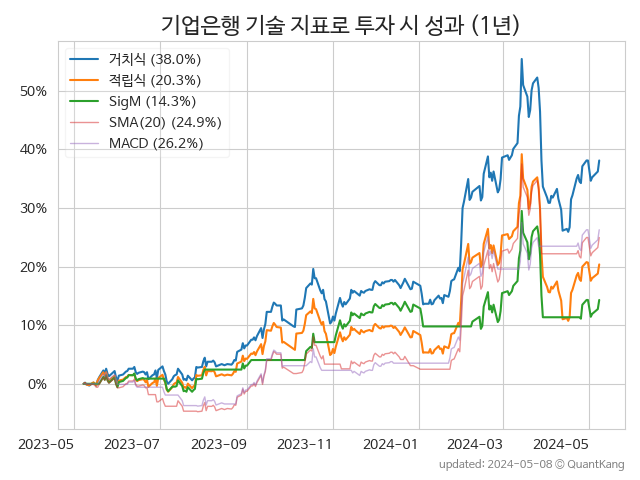 기업은행 기술 지표로 투자 시 성과 (1년)
거치식 (38.0%)
적립식 (20.3%)
SigM (14.3%)
SMA(20) (24.9%)
MACD (26.2%)
50%
40%
30%
20%
10%
0%
2023-05 2023-07 2023-09 2023-11 2024-01 2024-03 2024-05
updated: 2024-05-08 © QuantKang